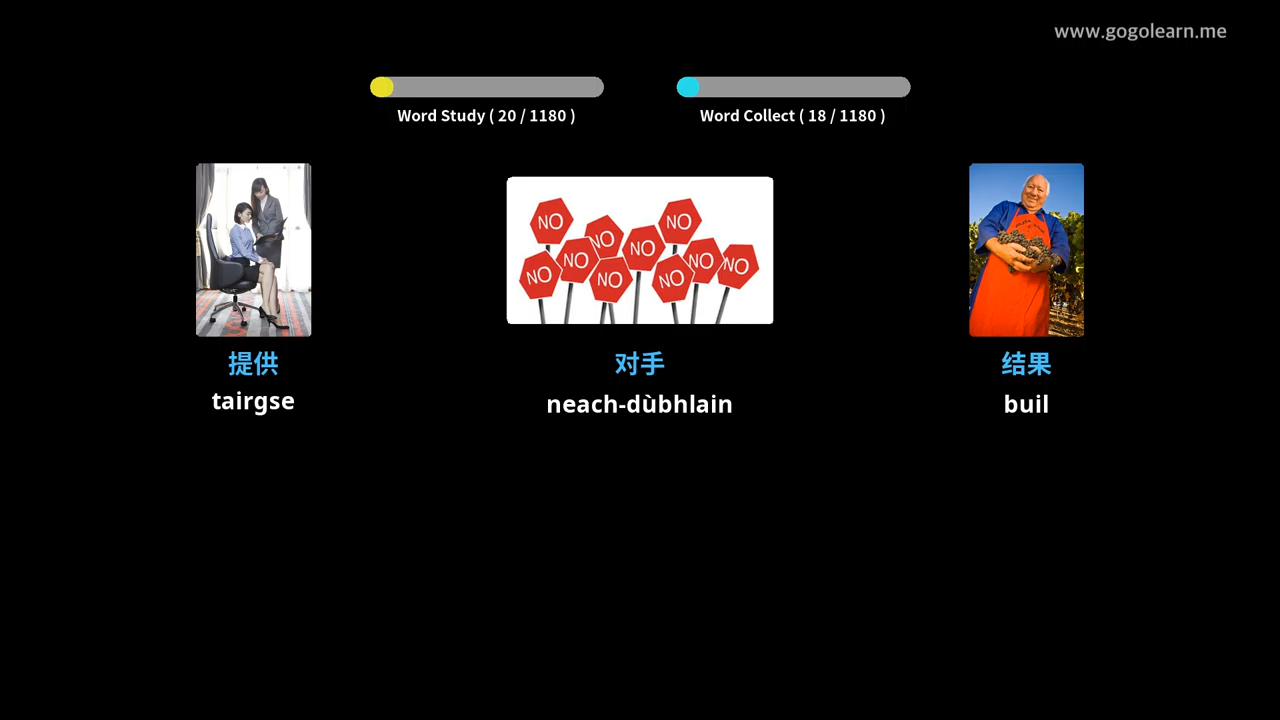 www.gogolearn.me
Word Study ( 20 / 1180 )
Word Collect ( 18 / 1180 )
NO
NO
NO
NO
NO
NO
NO
NO
NO
NO
提供
对手
结果
tairgse
neach-dùbhlain
buil